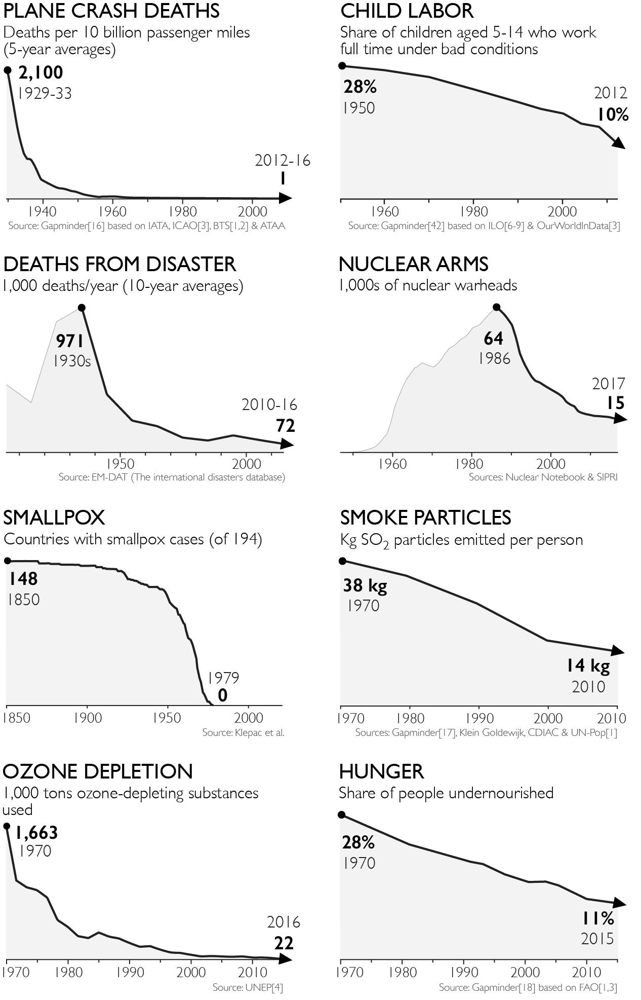 PLANE CRASH DEATHS
Deaths per 10 billion passenger miles
(5-year averages)
2,100
1929-33
2012-16
1
1940 1960 1980 2000
Source: Gapminder[16] based on IATA, ICAO[3], BTS[1,2] & ATAA
CHILD LABOR
Share of children aged 5-14 who work
full time under bad conditions
28%
1950
2012
10%
1960 1980 2000
Source: Gapminder[42] based on ILO[6-9] & OurWorldInData[3]
DEATHS FROM DISASTER
1,000 deaths/year (10-year averages)
971
1930s
2010-16
72
1950 2000
Source: EM-DAT (The international disasters database)
NUCLEAR ARMS
1,000s of nuclear warheads
64
1986
2017
15
1960 1980 2000
Sources: Nuclear Notebook & SIPRI
SMALLPOX
Countries with smallpox cases (of 194)
148
1850
1979
0
1850 1900 1950 2000
Source: Klepac et al.
SMOKE PARTICLES
Kg SO2 particles emitted per person
38 kg
1970
14 kg
2010
1970 1980 1990 2000 2010
Sources: Gapminder[17], Klein Goldewijk, CDIAC & UN-Pop[1]
OZONE DEPLETION
1,000 tons ozone-depleting substances
used
1,663
1970
2016
22
1970 1980 1990 2000 2010
Source: UNEP[4]
HUNGER
Share of people undernourished
28%
1970
11%
2015
1970 1980 1990 2000 2010
Source: Gapminder[18] based on FAO[1,3]